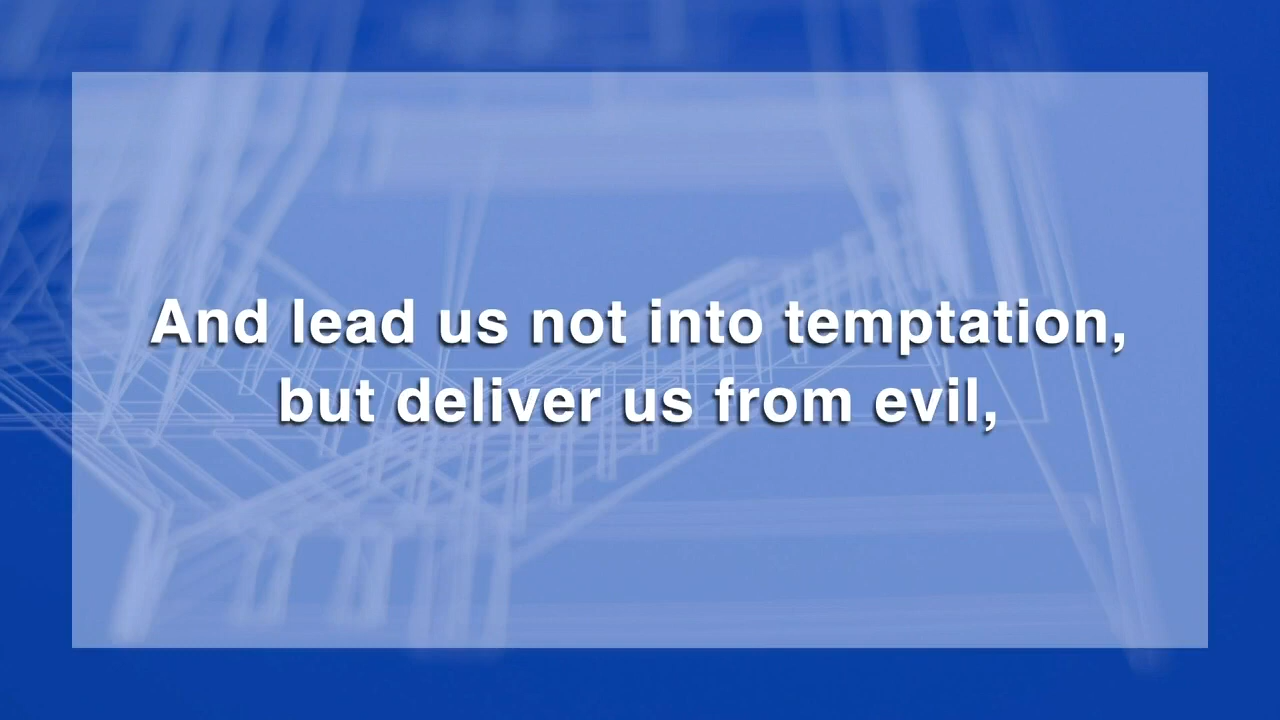 And lead us not into temptation,
but deliver us from evil,